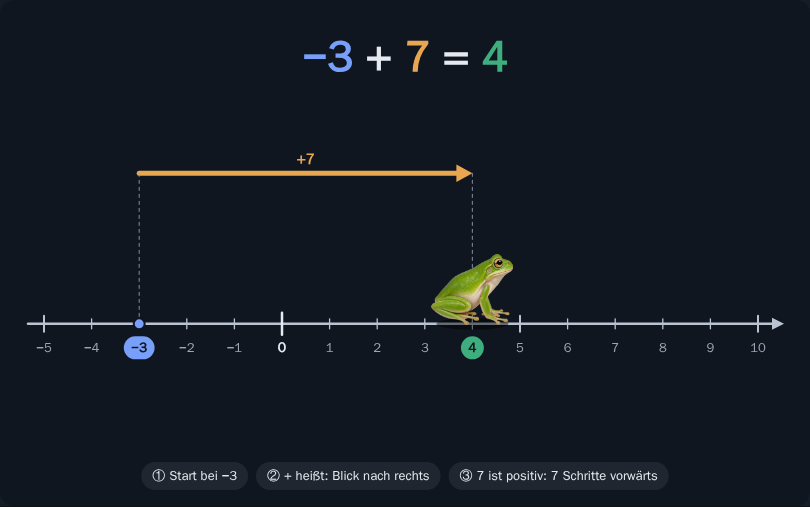 −3 + 7 = 4
+7
−5 −4 −3 −2 −1 0 1 2 3 4 5 6 7 8 9 10
① Start bei −3 ② + heißt: Blick nach rechts ③ 7 ist positiv: 7 Schritte vorwärts